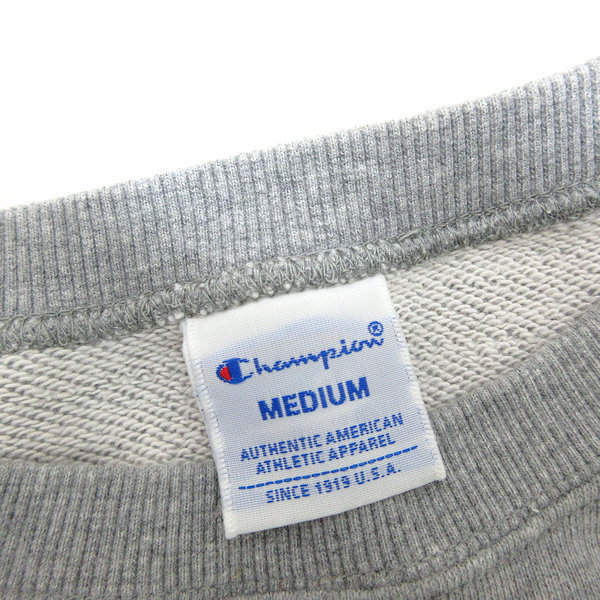 Champion®
MEDIUM
AUTHENTIC AMERICAN
ATHLETIC APPAREL
SINCE 1919 U.S.A.